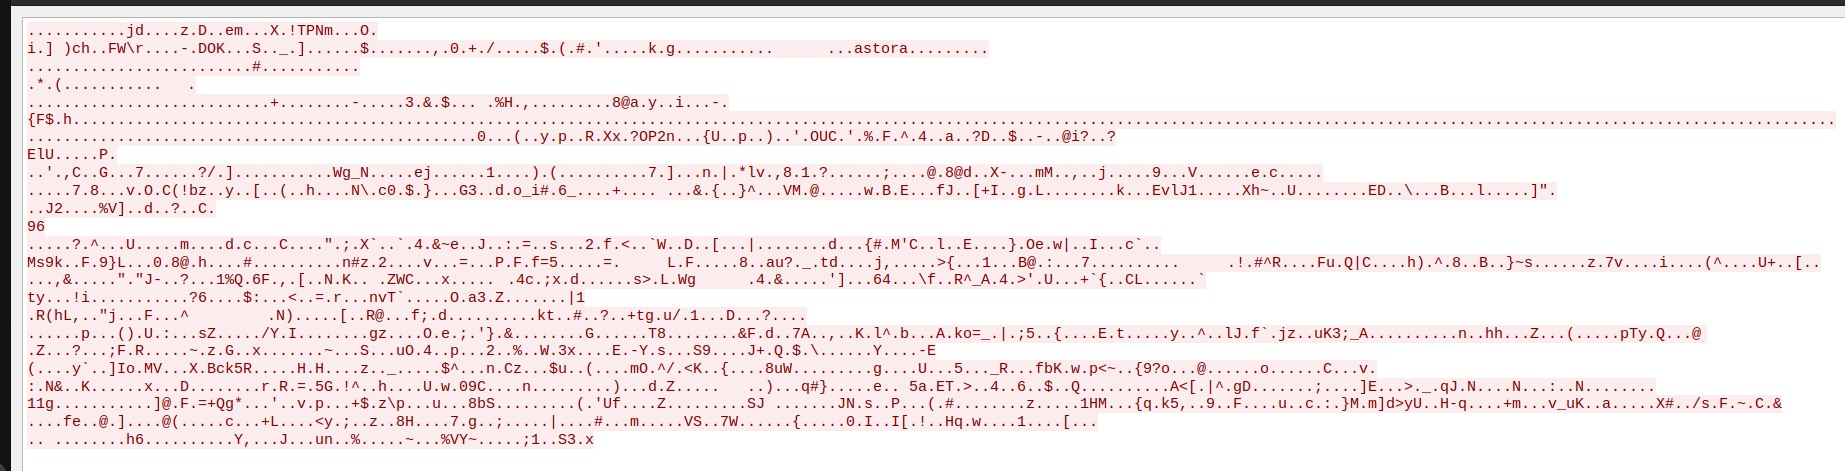 ...........jd....z.D..em...X.!TPNm...O.
i.] )ch..FW\r....-.DOK...S.._.]......$.......,.0.+./.....$.(.#.'.....k.g...........      ...astora.........
.........................#...........
.*.(...........   .
...........................+........-.....3.&.$... .%H.,.........8@a.y..i...-.
{F$.h....................................................................................................................................................................................................
..................................................0...(..y.p..R.Xx.?OP2n...{U..p..)..'.OUC.'.%.F.^.4..a..?D..$..-..@i?..?
ElU.....P.
..'.,C..G...7......?/.]...........Wg_N.....ej......1....).(..........7.]...n.|.*lv.,8.1.?......;....@.8@d..X-...mM..,..j.....9...V......e.c.....
.....7.8...v.O.C(!bz..y..[..(..h....N\.c0.$.}...G3..d.o_i#.6_....+.... ...&.{..}^...VM.@.....w.B.E...fJ..[+I..g.L........k...EvlJ1.....Xh~..U........ED..\...B...l.....]".
..J2....%V]..d..?..C.
96
.....?.^...U.....m....d.c...C....".;.X`..`.4.&~e..J..:.=..s...2.f.<..`W..D..[...|........d...{#.M'C..l..E....}.Oe.w|..I...c`..
Ms9k..F.9}L...0.8@.h....#..........n#z.2....v...=...P.F.f=5.....=.     L.F.....8..au?._.td....j,.....>{...1...B@.:...7..........     .!.#^R....Fu.Q|C....h).^.8..B..}~s......z.7v....i....(^....U+..[..
...,&....."."J-..?...1%Q.6F.,.[..N.K.. .ZWC...x..... .4c.;x.d......s>.L.Wg      .4.&.....']...64...\f..R^_A.4.>'.U...+`{..CL......`
ty...!i...........?6....$:...<..=.r...nvT`.....O.a3.Z.......|1
.R(hL,.."j...F...^         .N).....[..R@...f;.d..........kt..#..?..+tg.u/.1...D...?....
......p...().U.:...sZ...../Y.I........gz....O.e.;.'}.&........G......T8........&F.d..7A..,..K.l^.b...A.ko=_.|.;5..{....E.t.....y..^..lJ.f`.jz..uK3;_A..........n..hh...Z...(.....pTy.Q...@
.Z...?...;F.R.....~.z.G..x.......~...S...uO.4..p...2..%..W.3x....E.-Y.s...S9....J+.Q.$.\......Y....-E
(....y`..]Io.MV...X.Bck5R.....H.H....z.._.....$^...n.Cz...$u..(....mO.^/.<K..{....8uW.........g....U...5..._R...fbK.w.p<~..{9?o...@......o......C...v.
:.N&..K......x...D........r.R.=.5G.!^..h....U.w.09C....n.........)...d.Z.....   ..)...q#}.....e.. 5a.ET.>..4..6..$..Q..........A<[.|^.gD.......;....]E...>._.qJ.N....N...:..N........
11g...........]@.F.=+Qg*...'..v.p...+$.z\p...u...8bS.........(.'Uf....Z.........SJ .......JN.s..P...(.#........z.....1HM...{q.k5,..9..F....u..c.:.}M.m]d>yU..H-q....+m...v_uK..a.....X#../s.F.~.C.&
....fe..@.]....@(.....c...+L....<y.;..z..8H....7.g..;.....|....#...m.....VS..7W......{.....0.I..I[.!..Hq.w....1....[...
.. ........h6..........Y,...J...un..%.....~...%VY~.....;1..S3.x